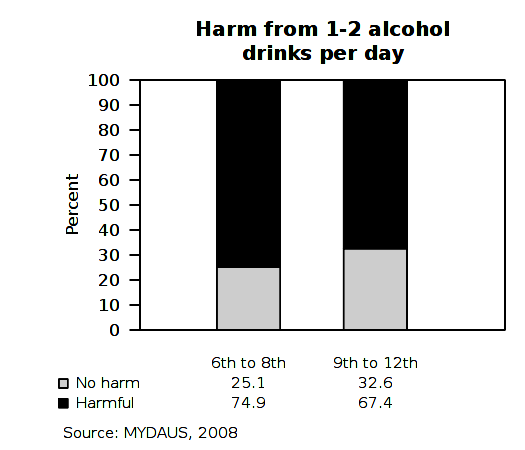 Harm from 1-2 alcohol
drinks per day
Percent
100
90
80
70
60
50
40
30
20
10
0
6th to 8th 9th to 12th
No harm 25.1 32.6
Harmful 74.9 67.4
Source: MYDAUS, 2008